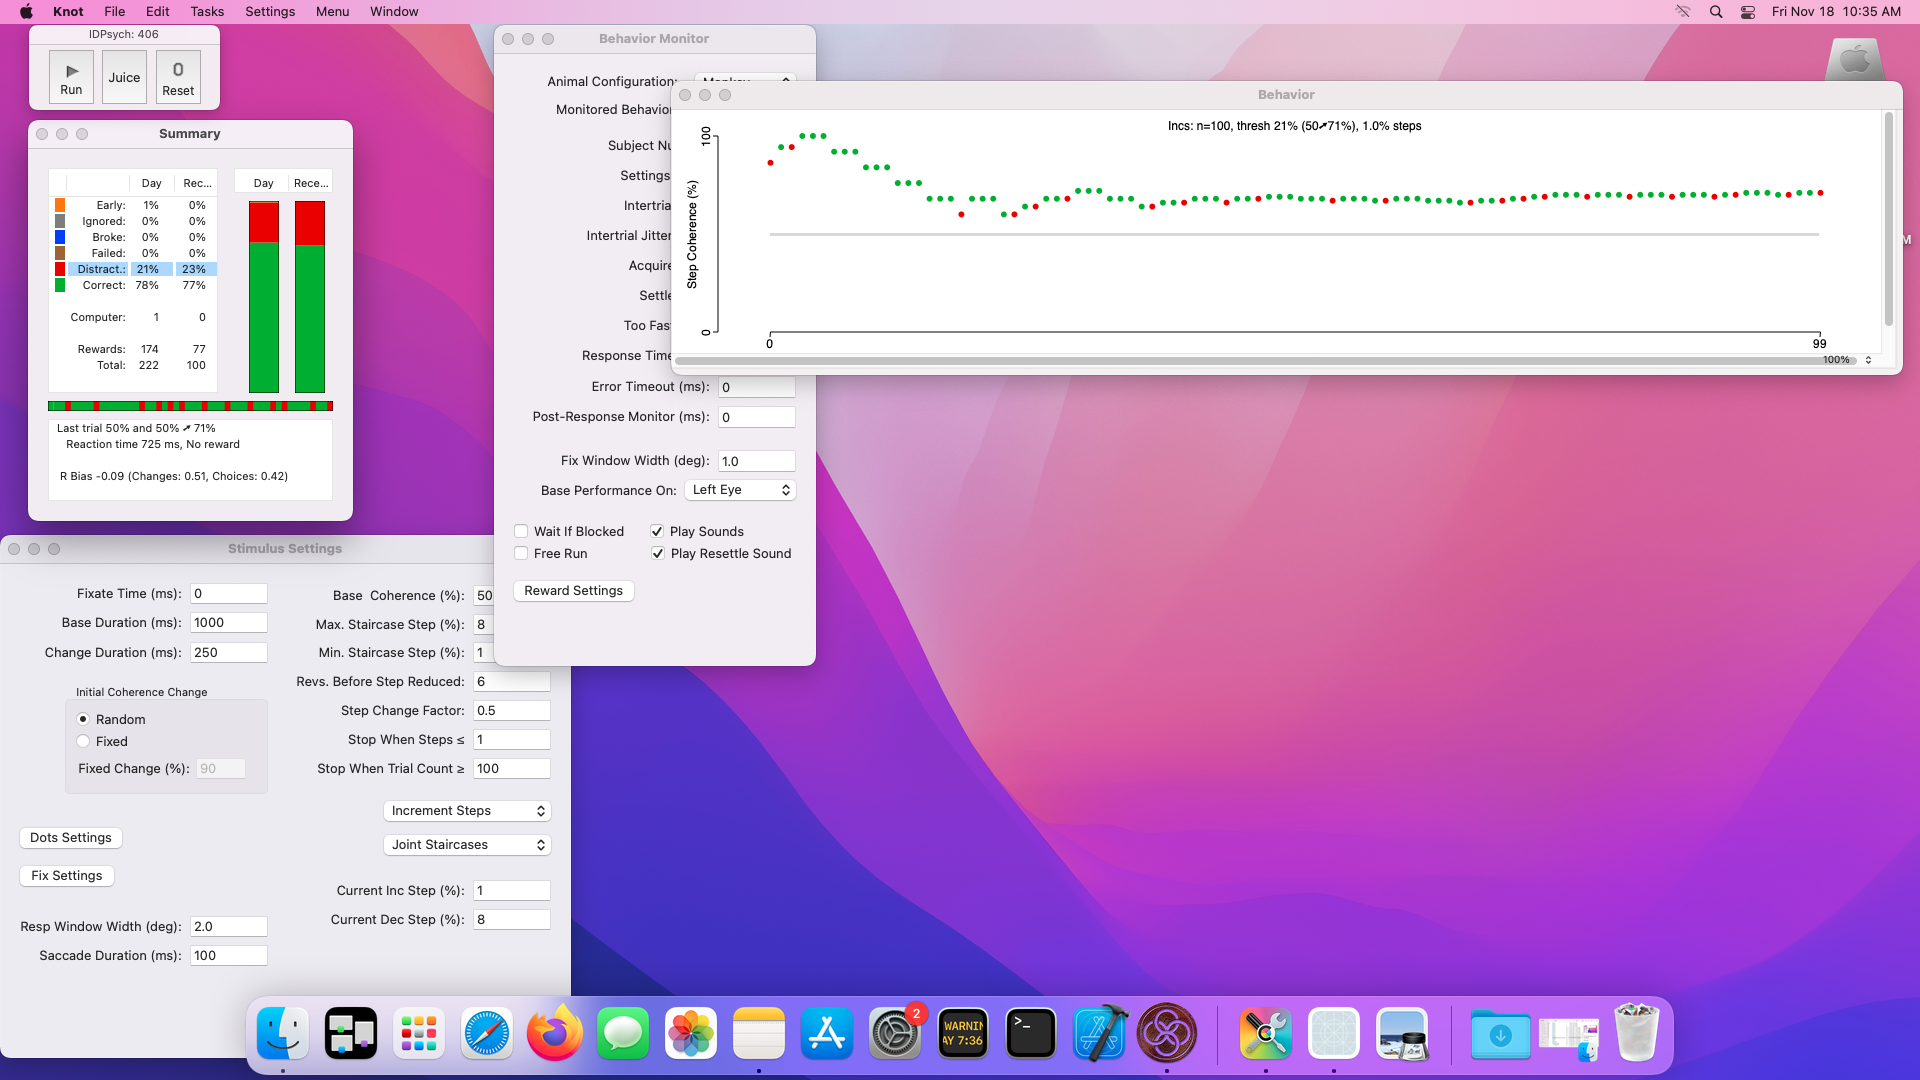 Knot File Edit Tasks Settings Menu Window Fri Nov 18 10:35 AM
IDPsych: 406
Run
Juice
0
Reset
Summary
Day Rec...
Early: 1% 0%
Ignored: 0% 0%
Broke: 0% 0%
Failed: 0% 0%
Distract.: 21% 23%
Correct: 78% 77%
Computer: 1 0
Rewards: 174 77
Total: 222 100
Day Rece...
Last trial 50% and 50% ➚ 71%
Reaction time 725 ms, No reward
R Bias -0.09 (Changes: 0.51, Choices: 0.42)
Behavior Monitor
Animal Configuration:
Monitored Behavior
Subject Nu
Settings
Intertria
Intertrial Jitter
Acquire
Settle
Too Fas
Response Time
Error Timeout (ms): 0
Post-Response Monitor (ms): 0
Fix Window Width (deg): 1.0
Base Performance On: Left Eye
Wait If Blocked
Play Sounds
Free Run
Play Resettle Sound
Reward Settings
Behavior
Incs: n=100, thresh 21% (50➚71%), 1.0% steps
100
Step Coherence (%)
0
0
99
100%
M
Stimulus Settings
Fixate Time (ms): 0
Base Duration (ms): 1000
Change Duration (ms): 250
Initial Coherence Change
Random
Fixed
Fixed Change (%): 90
Dots Settings
Fix Settings
Resp Window Width (deg): 2.0
Saccade Duration (ms): 100
Base Coherence (%): 50
Max. Staircase Step (%): 8
Min. Staircase Step (%): 1
Revs. Before Step Reduced: 6
Step Change Factor: 0.5
Stop When Steps ≤ 1
Stop When Trial Count ≥ 100
Increment Steps
Joint Staircases
Current Inc Step (%): 1
Current Dec Step (%): 8
2
WARNIN
AY 7:36
>_